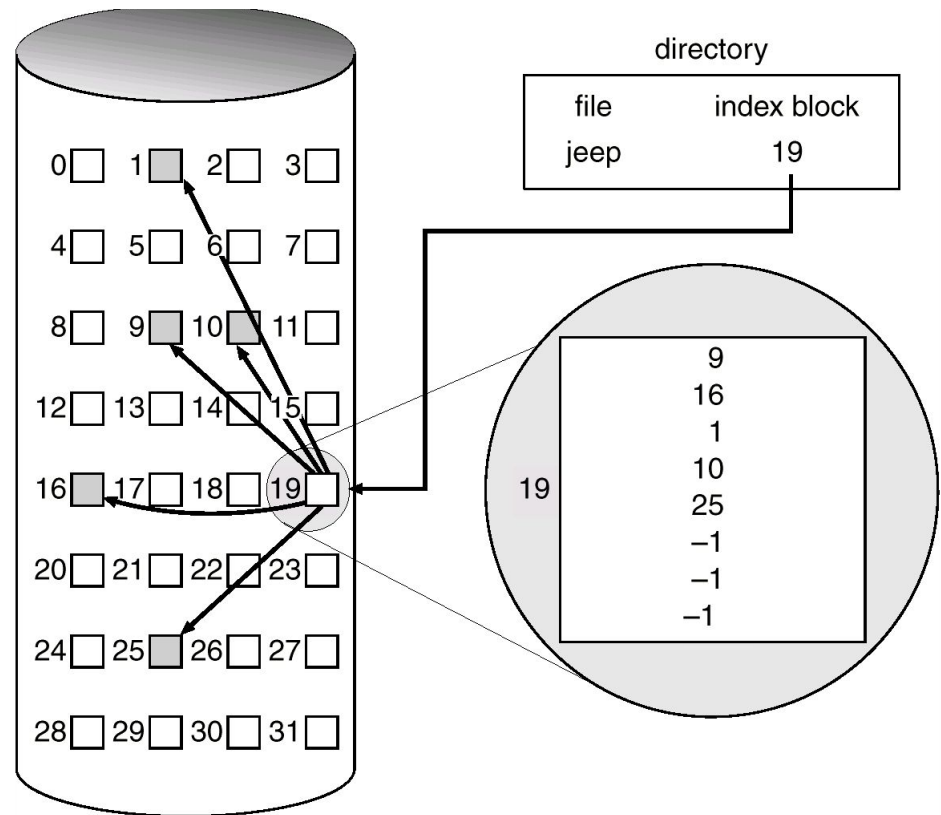 directory
file index block
jeep 19
0 1 2 3
4 5 6 7
8 9 10 11
12 13 14 15
16 17 18 19
20 21 22 23
24 25 26 27
28 29 30 31
19
9
16
1
10
25
–1
–1
–1